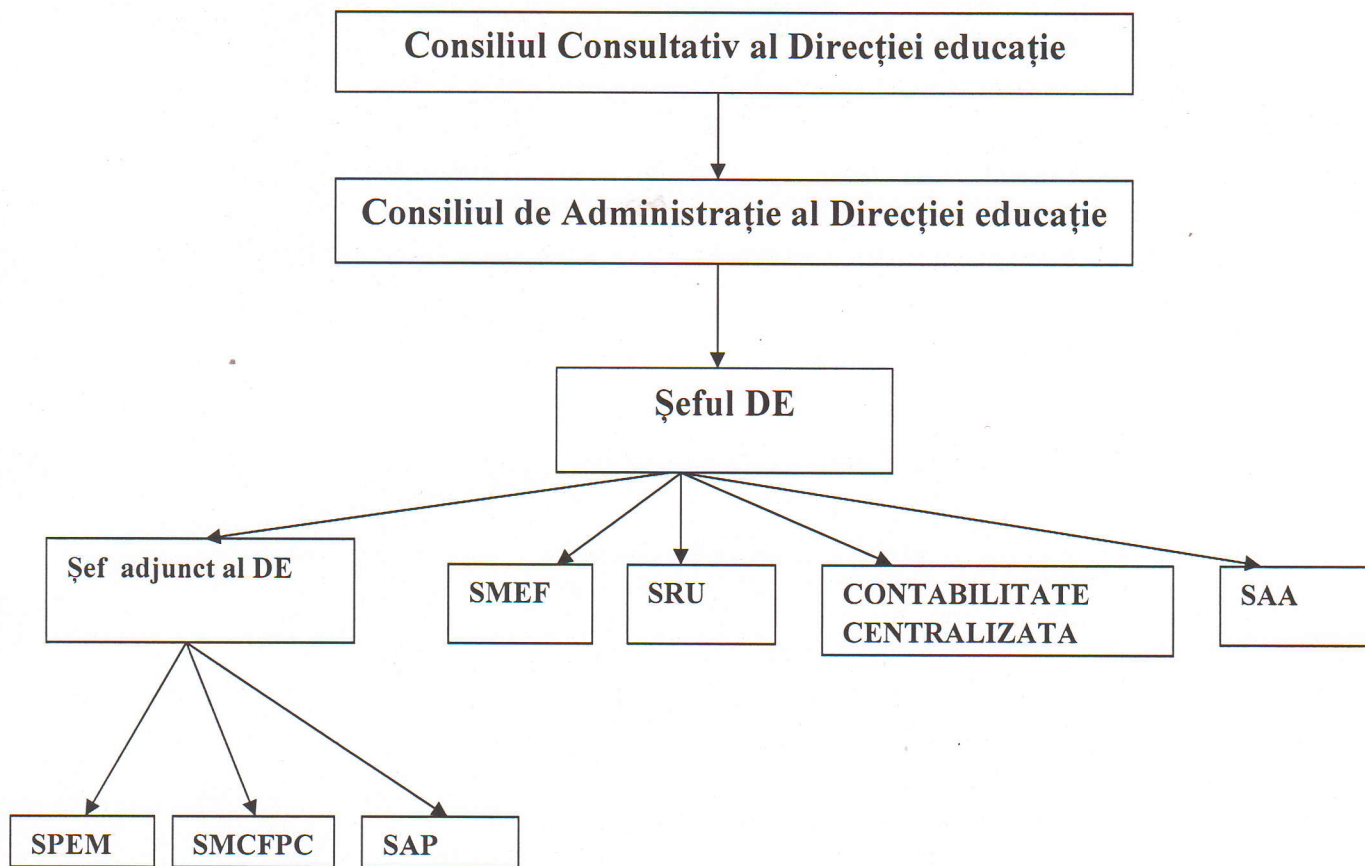 Consiliul Consultativ al Direcției educație
Consiliul de Administrație al Direcției educație
Șeful DE
Șef adjunct al DE
SMEF
SRU
CONTABILITATE
CENTRALIZATA
SAA
SPEM
SMCFPC
SAP